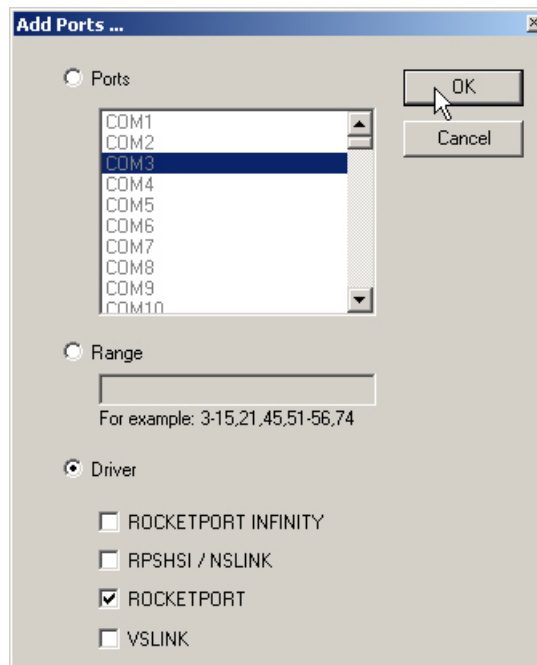 Add Ports ...
Ports
OK
COM1
COM2
Cancel
COM3
COM4
COM5
COM6
COM7
COM8
COM9
COM10
Range
For example: 3-15,21,45,51-56,74
Driver
ROCKETPORT INFINITY
RPSHSI / NSLINK
ROCKETPORT
VSLINK